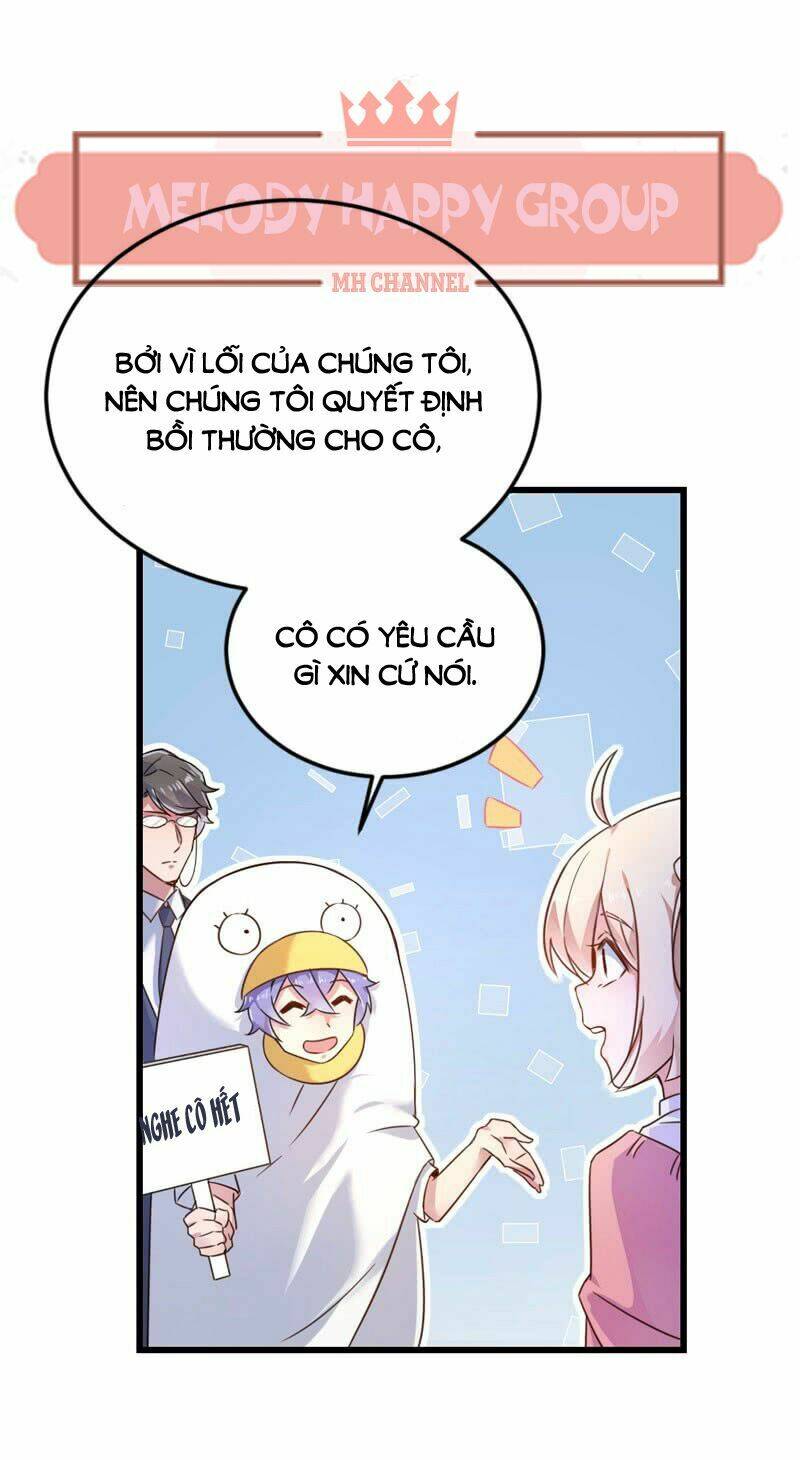 MELODY HAPPY GROUP
MH CHANNEL
BỞI VÌ LỖI CỦA CHÚNG TÔI,
NÊN CHÚNG TÔI QUYẾT ĐỊNH
BỒI THƯỜNG CHO CÔ,
CÔ CÓ YÊU CẦU
GÌ XIN CỨ NÓI.
NGHE CÔ HẾT